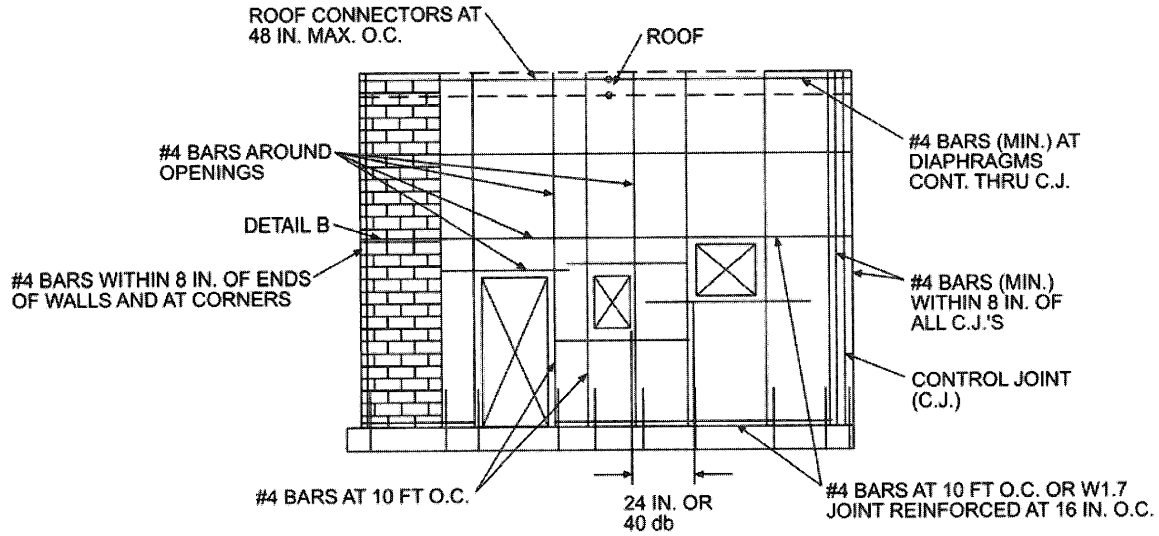 ROOF CONNECTORS AT
48 IN. MAX. O.C.
ROOF
#4 BARS AROUND
OPENINGS
#4 BARS (MIN.) AT
DIAPHRAGMS
CONT. THRU C.J.
DETAIL B
#4 BARS WITHIN 8 IN. OF ENDS
OF WALLS AND AT CORNERS
#4 BARS (MIN.)
WITHIN 8 IN. OF
ALL C.J.'S
CONTROL JOINT
(C.J.)
#4 BARS AT 10 FT O.C.
24 IN. OR
40 db
#4 BARS AT 10 FT O.C. OR W1.7
JOINT REINFORCED AT 16 IN. O.C.